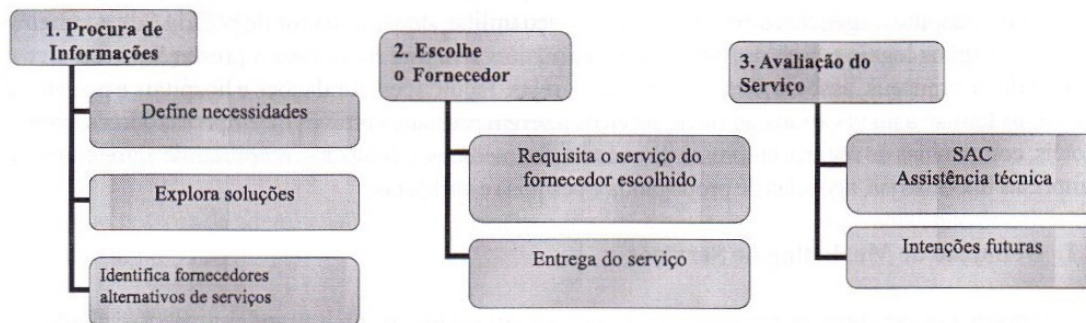 1. Procura de
Informações
Define necessidades
Explora soluções
Identifica fornecedores
alternativos de serviços
2. Escolhe
o Fornecedor
Requisita o serviço do
fornecedor escolhido
Entrega do serviço
3. Avaliação do
Serviço
SAC
Assistência técnica
Intenções futuras